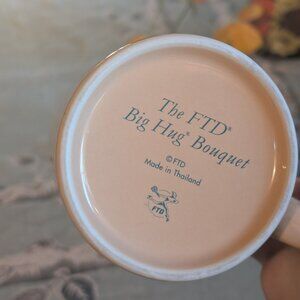 The FTD®
Big Hug® Bouquet
© FTD
Made in Thailand
FTD